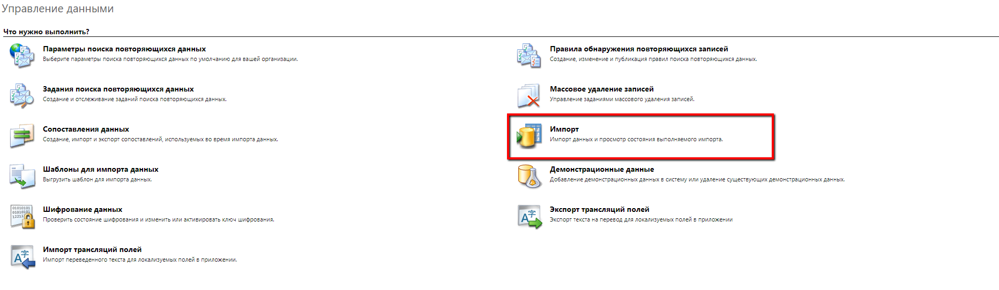 Управление данными
Что нужно выполнить?
Параметры поиска повторяющихся данных
Выберите параметры поиска повторяющихся данных по умолчанию для вашей организации.
Правила обнаружения повторяющихся записей
Создание, изменение и публикация правил поиска повторяющихся данных.
Задания поиска повторяющихся данных
Создание и отслеживание заданий поиска повторяющихся данных.
Массовое удаление записей
Управление заданиями массового удаления записей.
Сопоставления данных
Создание, импорт и экспорт сопоставлений, используемых во время импорта данных.
Импорт
Импорт данных и просмотр состояния выполняемого импорта.
Шаблоны для импорта данных
Выгрузить шаблон для импорта данных.
Демонстрационные данные
Добавление демонстрационных данных в систему или удаление существующих демонстрационных данных.
01010101
01010101
Шифрование данных
Проверить состояние шифрования и изменить или активировать ключ шифрования.
A字
Экспорт трансляций полей
Экспорт текста на перевод для локализуемых полей в приложении
A字
Импорт трансляций полей
Импорт переведенного текста для локализуемых полей в приложении.